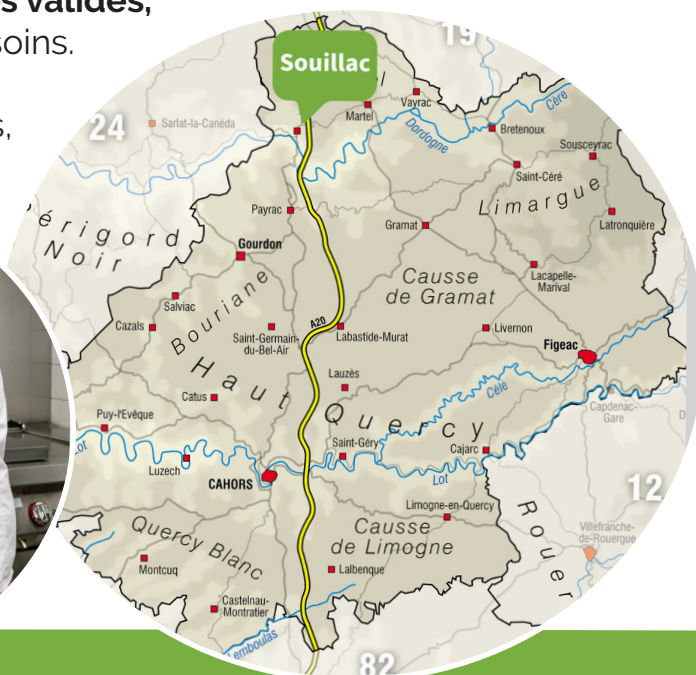 s valides,
soins.
s,
19
Souillac
24
Sarlat-la-Canéda
Martel
Vayrac
Cère
Dordogne
Bretenoux
Sousceyrac
Saint-Céré
Limargue
Latronquière
Payrac
érigord
Noir
Gourdon
Gramat
Causse
de Gramat
Lacapelle-
Marival
Salviac
Bouriane
Cazals
Saint-Germain-
du-Bel-Air
A20
Labastide-Murat
Livernon
Figeac
Haut Quercy
Lauzès
Célé
Catus
Capdenac-
Gare
Puy-l'Evêque
Lot
Luzech
Saint-Géry
Cajarc
CAHORS
Lot
12
Limogne-en-Quercy
Causse
de Limogne
Rouer
Villefranche-
de-Rouergue
Quercy Blanc
Montcuq
Lalbenque
Castelnau-
Montratier
Lemboulas
82